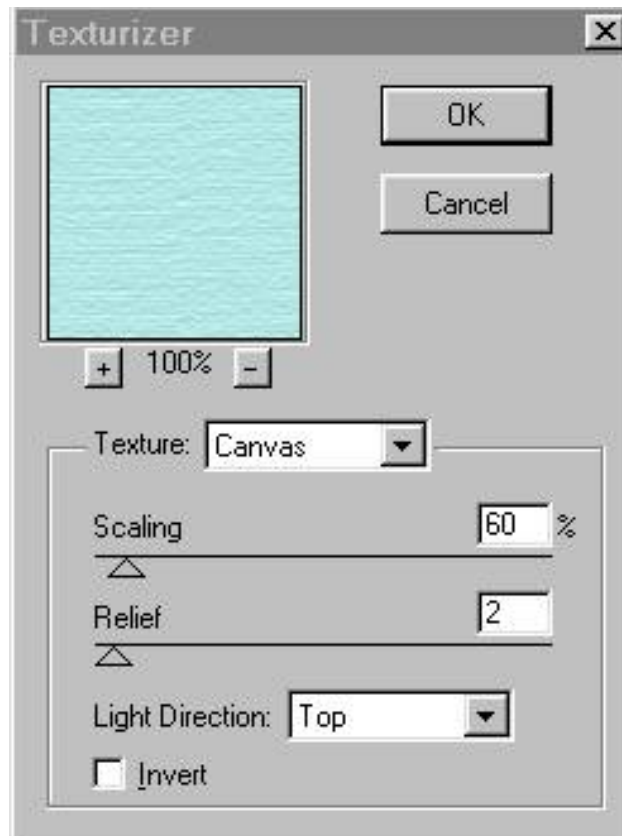 Texturizer
OK
Cancel
+ 100% -
Texture: Canvas
Scaling 60 %
Relief 2
Light Direction: Top
Invert